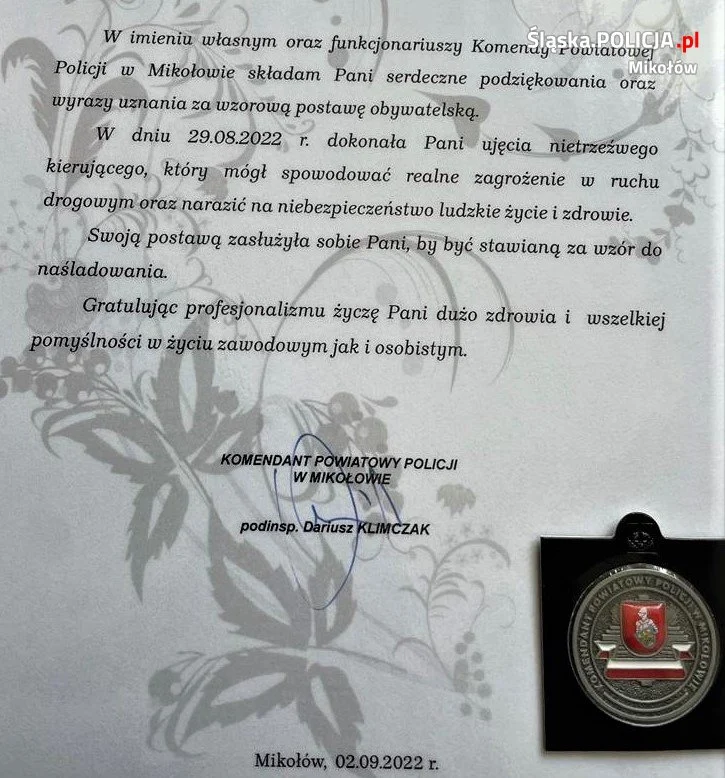 Śląska.POLICJA.pl
Mikołów
W imieniu własnym oraz funkcjonariuszy Komendy Powiatowej
Policji w Mikołowie składam Pani serdeczne podziękowania oraz
wyrazy uznania za wzorową postawę obywatelską.
W dniu 29.08.2022 r. dokonała Pani ujęcia nietrzeźwego
kierującego, który mógł spowodować realne zagrożenie w ruchu
drogowym oraz narazić na niebezpieczeństwo ludzkie życie i zdrowie.
Swoją postawą zasłużyła sobie Pani, by być stawianą za wzór do
naśladowania.
Gratulując profesjonalizmu życzę Pani dużo zdrowia i wszelkiej
pomyślności w życiu zawodowym jak i osobistym.
KOMENDANT POWIATOWY POLICJI
W MIKOŁOWIE
podinsp. Dariusz KLIMCZAK
KOMENDANT POWIATOWY POLICJI W MIKOŁOWIE
Mikołów, 02.09.2022 r.